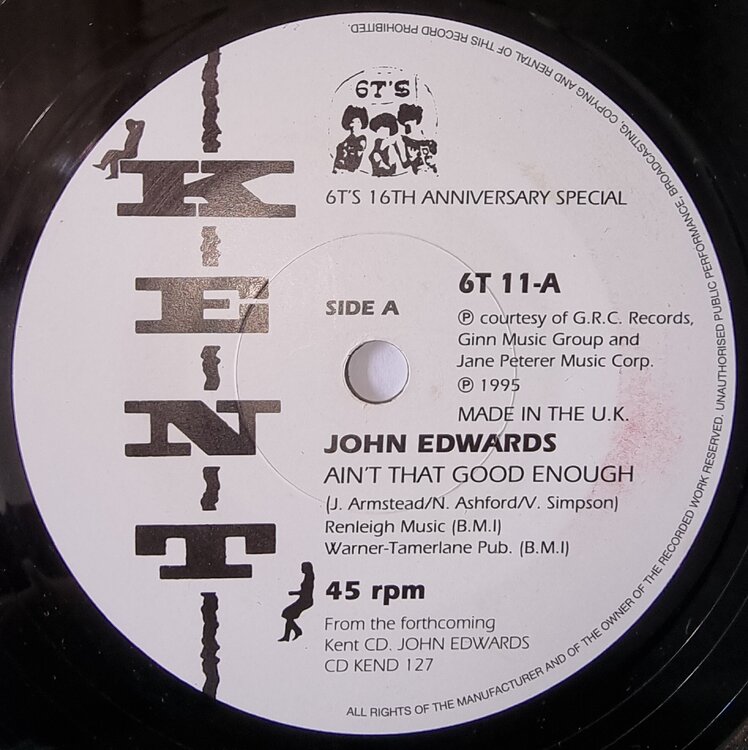 KENT
6T'S
6T'S 16TH ANNIVERSARY SPECIAL
SIDE A
6T 11-A
℗ courtesy of G.R.C. Records,
Ginn Music Group and
Jane Peterer Music Corp.
℗ 1995
MADE IN THE U.K.
JOHN EDWARDS
AIN'T THAT GOOD ENOUGH
(J. Armstead/N. Ashford/V. Simpson)
Renleigh Music (B.M.I)
Warner-Tamerlane Pub. (B.M.I)
45 rpm
From the forthcoming
Kent CD. JOHN EDWARDS
CD KEND 127
ALL RIGHTS OF THE MANUFACTURER AND OF THE OWNER OF THE RECORDED WORK RESERVED. UNAUTHORISED PUBLIC PERFORMANCE, BROADCASTING, COPYING AND RENTAL OF THIS RECORD PROHIBITED.